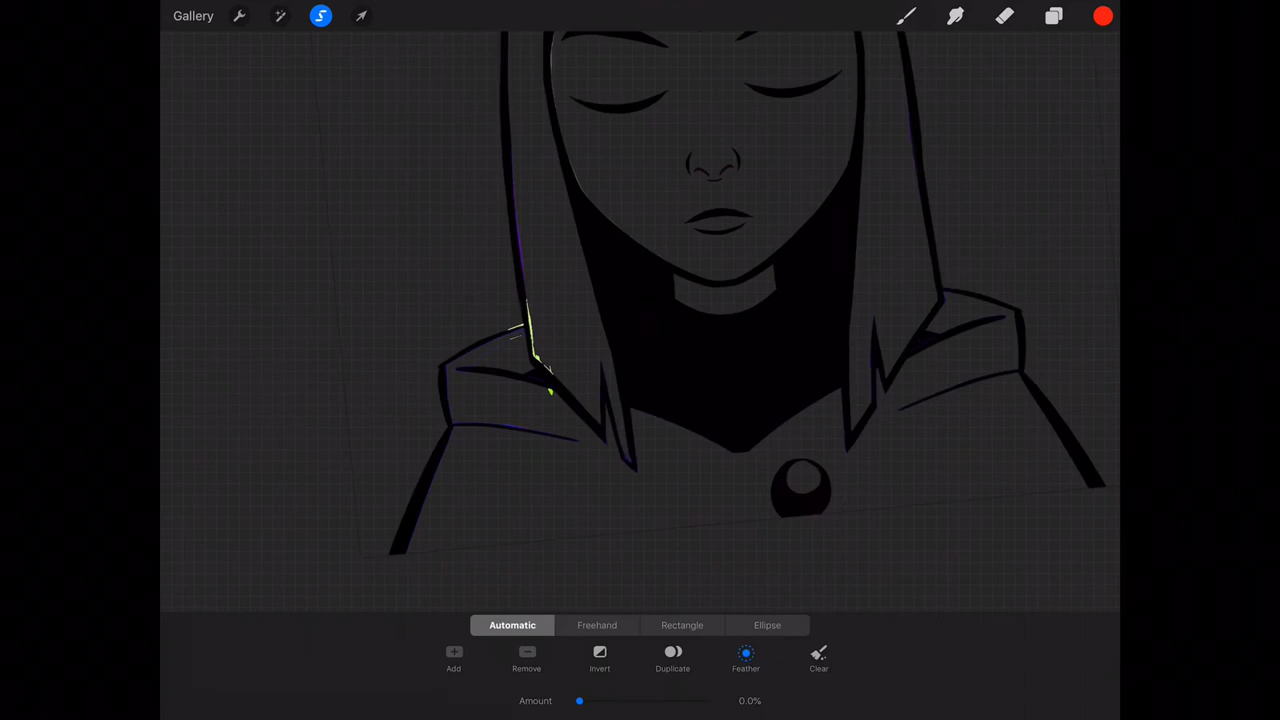 Gallery
Automatic Freehand Rectangle Ellipse
Add Remove Invert Duplicate Feather Clear
Amount 0.0%